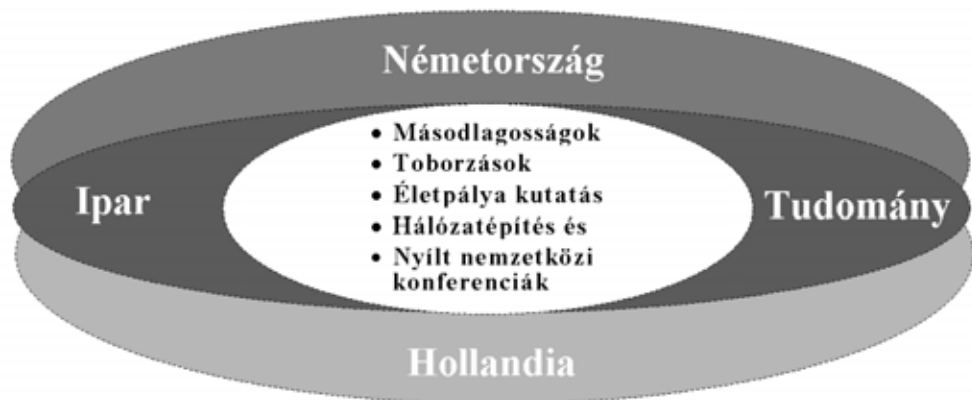 Németország
• Másodlagosságok
• Toborzások
• Életpálya kutatás
• Hálózatépítés és
• Nyílt nemzetközi
konferenciák
Ipar
Tudomány
Hollandia